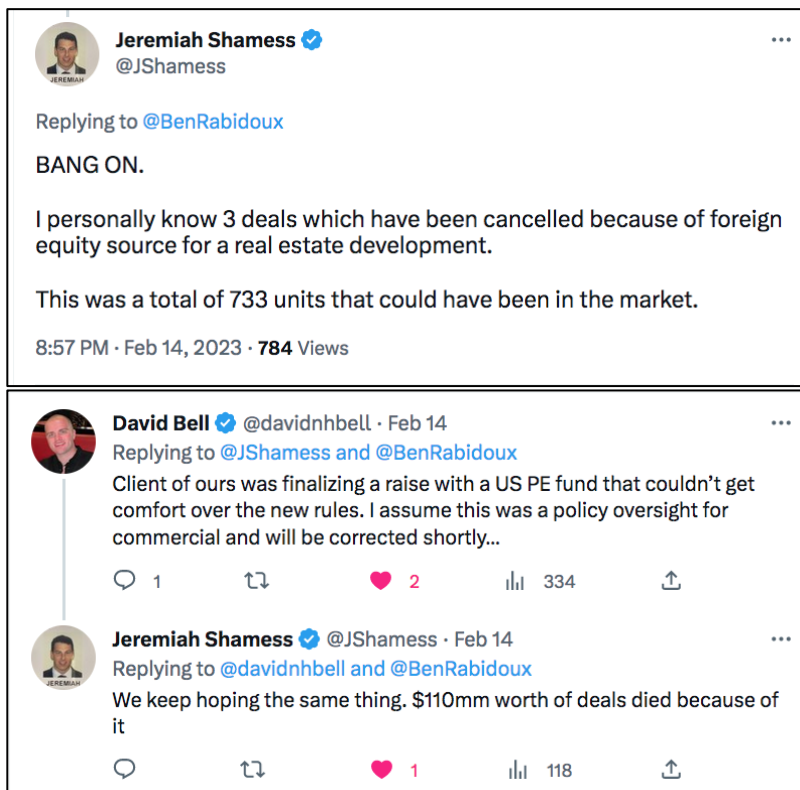 Jeremiah Shamess
@JShamess
JEREMIAH
Replying to @BenRabidoux
BANG ON.
I personally know 3 deals which have been cancelled because of foreign
equity source for a real estate development.
This was a total of 733 units that could have been in the market.
8:57 PM · Feb 14, 2023 · 784 Views
David Bell @davidnhbell · Feb 14
Replying to @JShamess and @BenRabidoux
Client of ours was finalizing a raise with a US PE fund that couldn’t get
comfort over the new rules. I assume this was a policy oversight for
commercial and will be corrected shortly...
1 2 334
Jeremiah Shamess @JShamess · Feb 14
JEREMIAH
Replying to @davidnhbell and @BenRabidoux
We keep hoping the same thing. $110mm worth of deals died because of
it
1 118